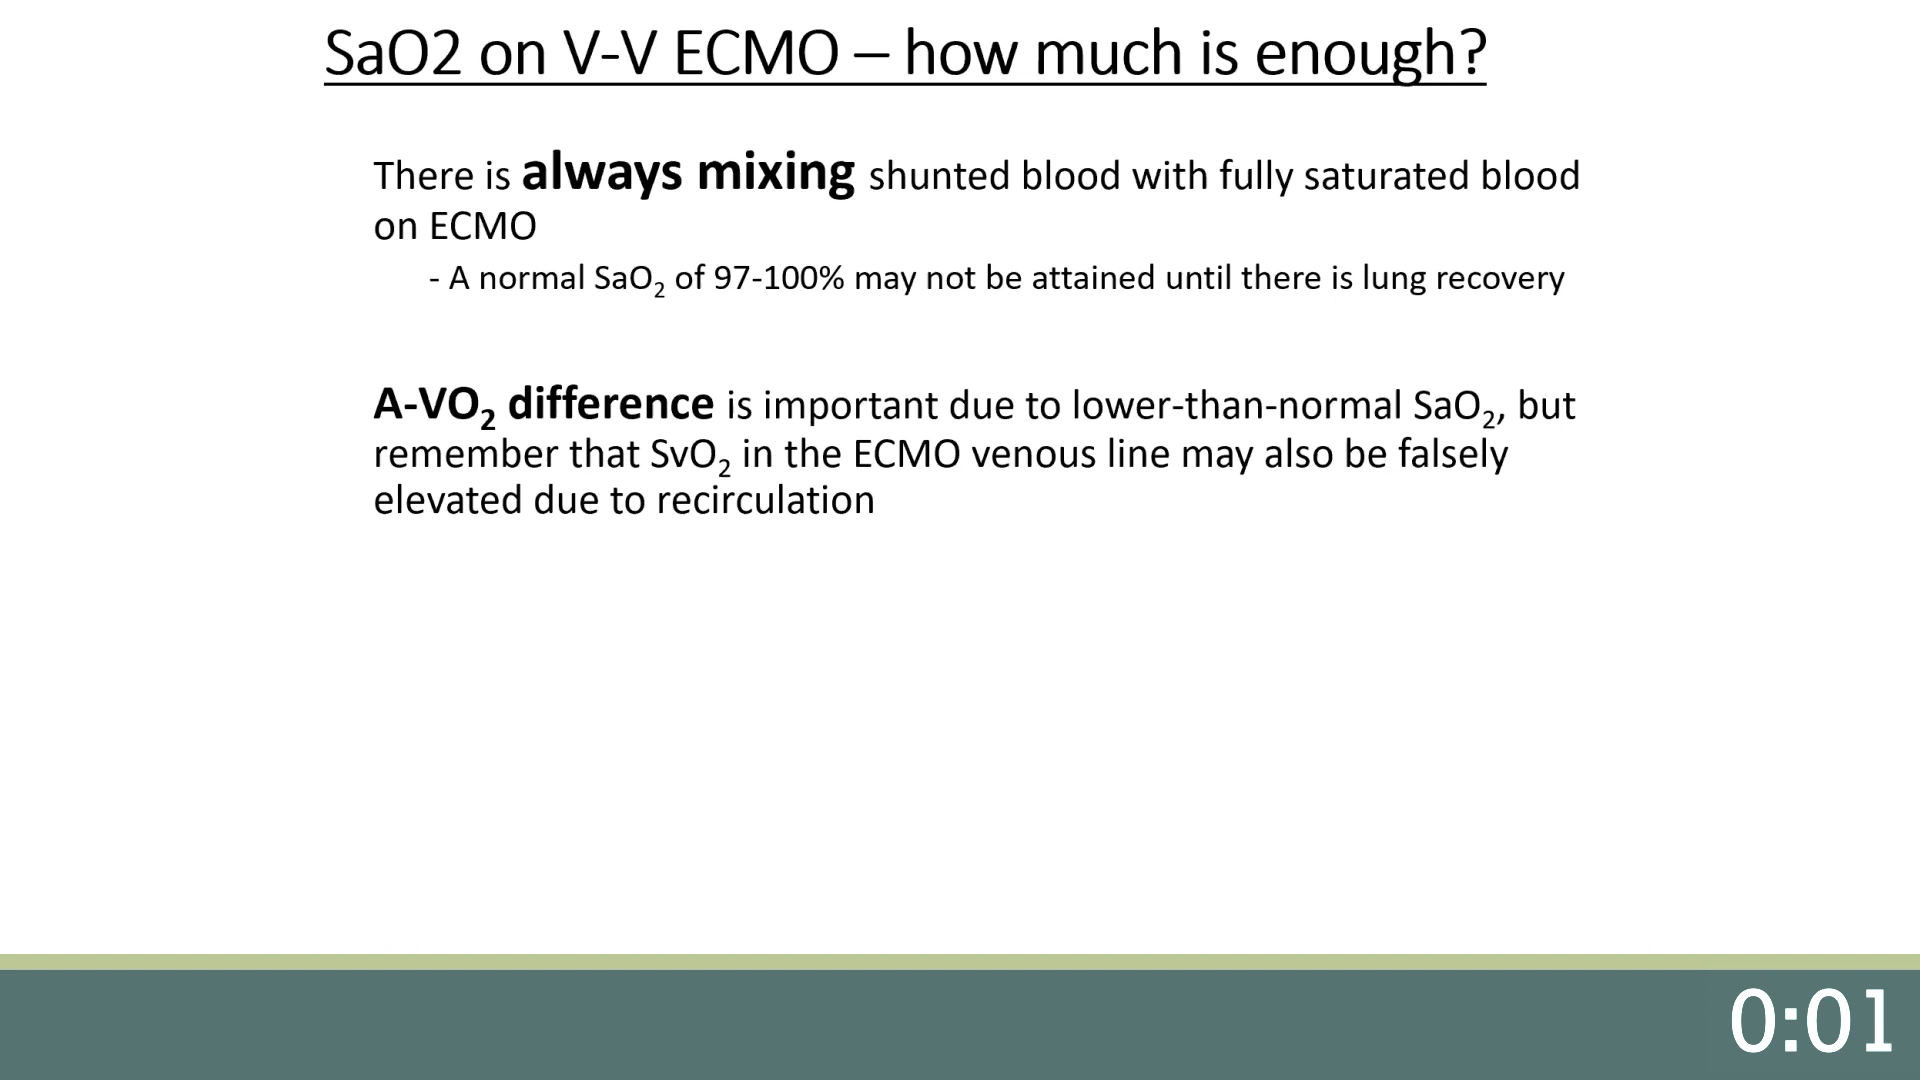 SaO2 on V-V ECMO – how much is enough?
There is always mixing shunted blood with fully saturated blood
on ECMO
- A normal SaO₂ of 97-100% may not be attained until there is lung recovery
A-VO₂ difference is important due to lower-than-normal SaO₂, but
remember that SvO₂ in the ECMO venous line may also be falsely
elevated due to recirculation
0:01